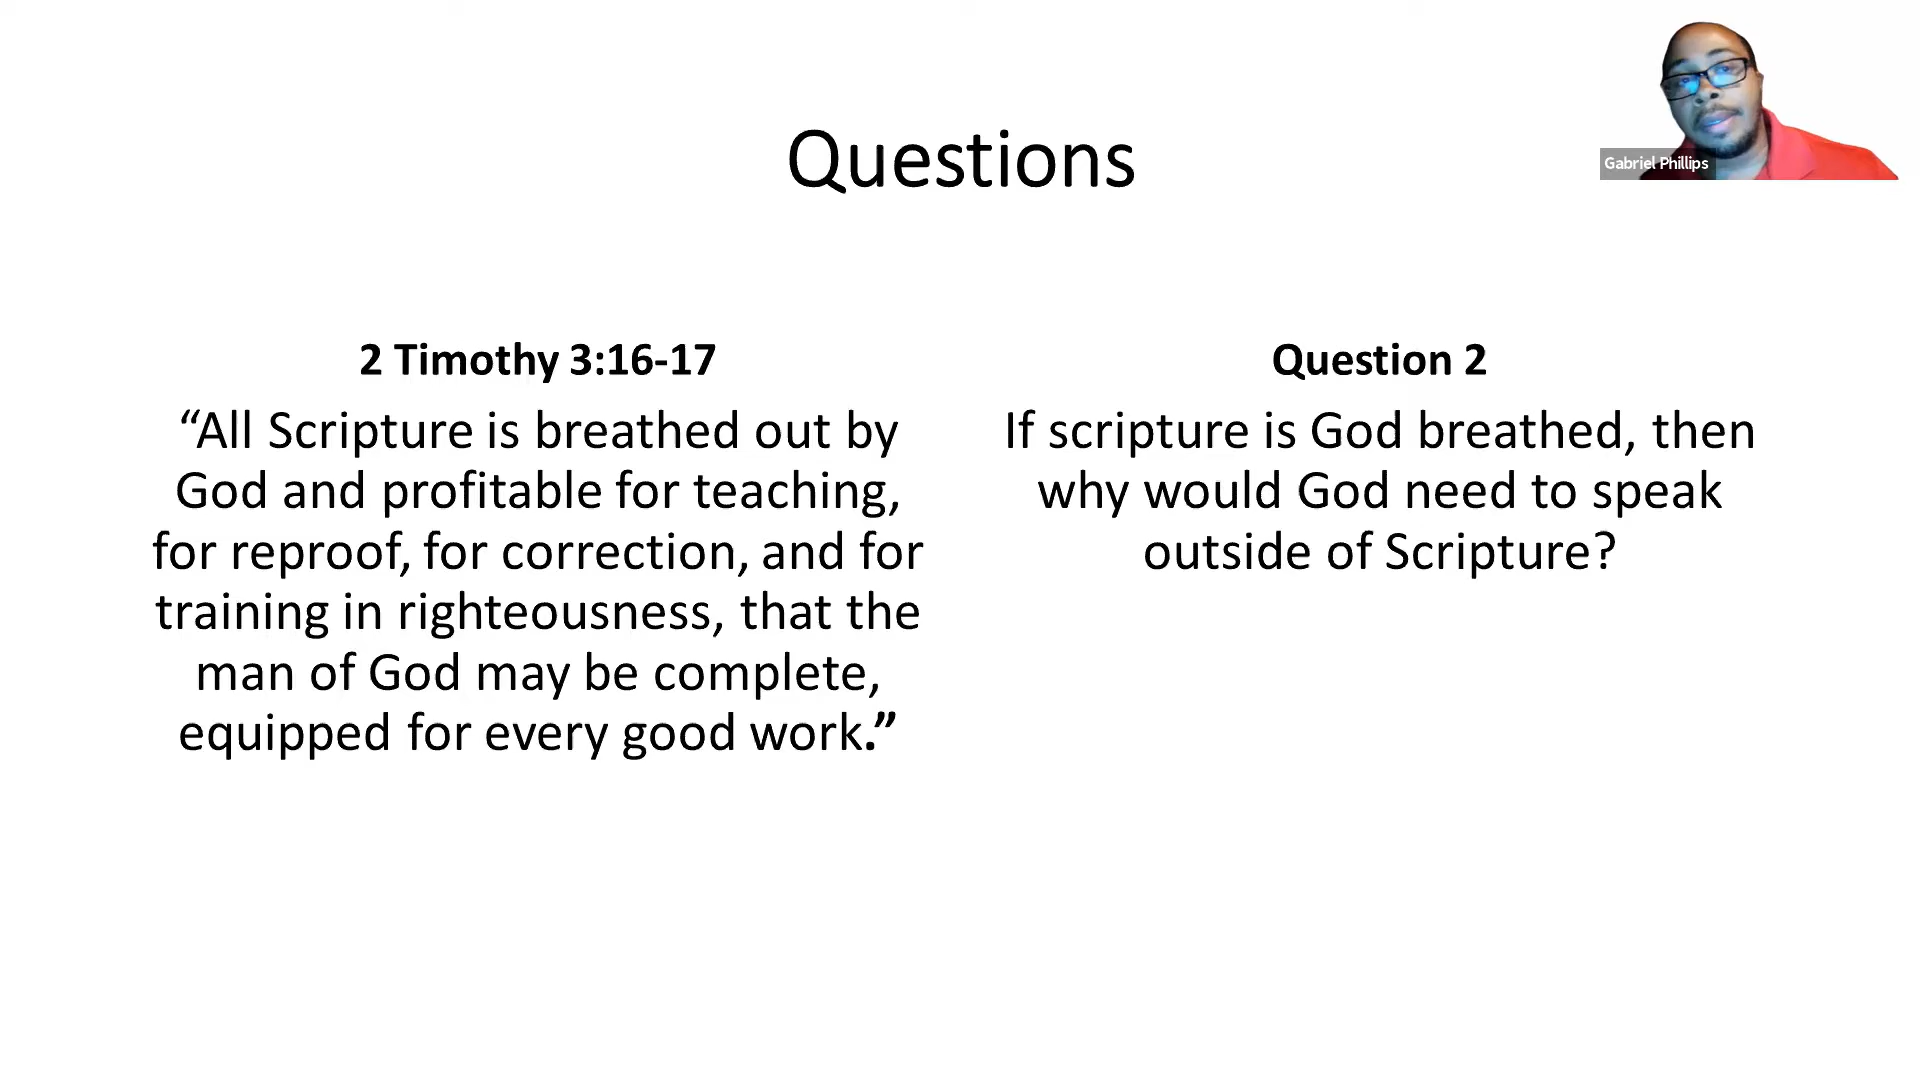 Gabriel Phillips
Questions
2 Timothy 3:16-17
“All Scripture is breathed out by
God and profitable for teaching,
for reproof, for correction, and for
training in righteousness, that the
man of God may be complete,
equipped for every good work.”
Question 2
If scripture is God breathed, then
why would God need to speak
outside of Scripture?